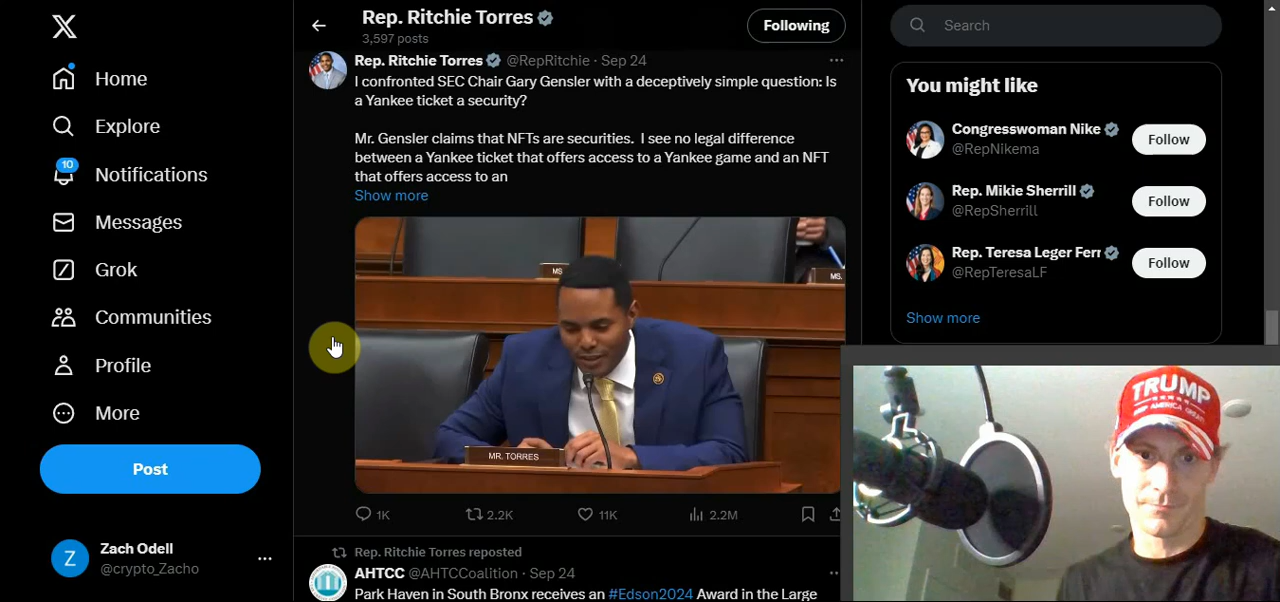 Home
Explore
10
Notifications
Messages
Grok
Communities
Profile
More
Post
Zach Odell
@crypto_Zacho
Rep. Ritchie Torres
3,597 posts
Following
Rep. Ritchie Torres @RepRitchie · Sep 24
I confronted SEC Chair Gary Gensler with a deceptively simple question: Is
a Yankee ticket a security?
Mr. Gensler claims that NFTs are securities. I see no legal difference
between a Yankee ticket that offers access to a Yankee game and an NFT
that offers access to an
Show more
MS
MS.
MR. TORRES
1K 2.2K 11K 2.2M
Rep. Ritchie Torres reposted
AHTCC @AHTCCoalition · Sep 24
Park Haven in South Bronx receives an #Edson2024 Award in the Large
Search
You might like
Congresswoman Nike
@RepNikema
Follow
Rep. Mikie Sherrill
@RepSherrill
Follow
Rep. Teresa Leger Ferr
@RepTeresaLF
Follow
Show more
TRUMP